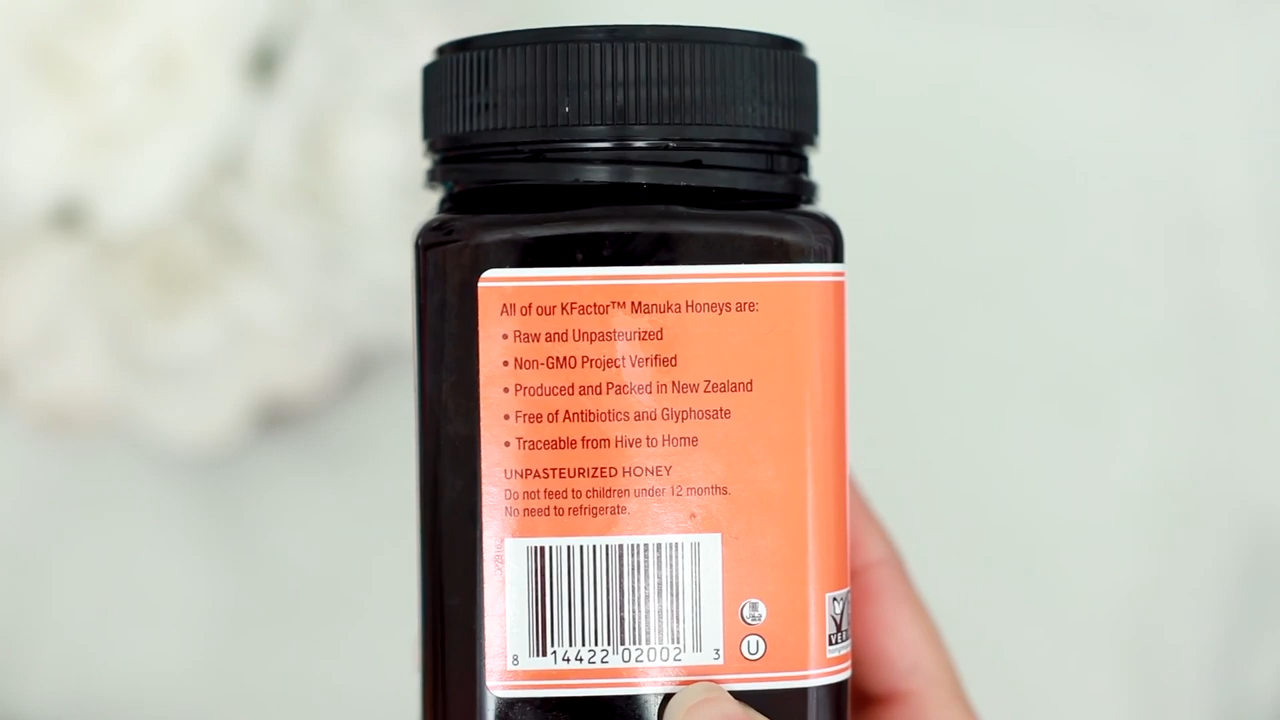 All of our KFactor™ Manuka Honeys are:
• Raw and Unpasteurized
• Non-GMO Project Verified
• Produced and Packed in New Zealand
• Free of Antibiotics and Glyphosate
• Traceable from Hive to Home
UNPASTEURIZED HONEY
Do not feed to children under 12 months.
No need to refrigerate.
8 14422 02002 3
U